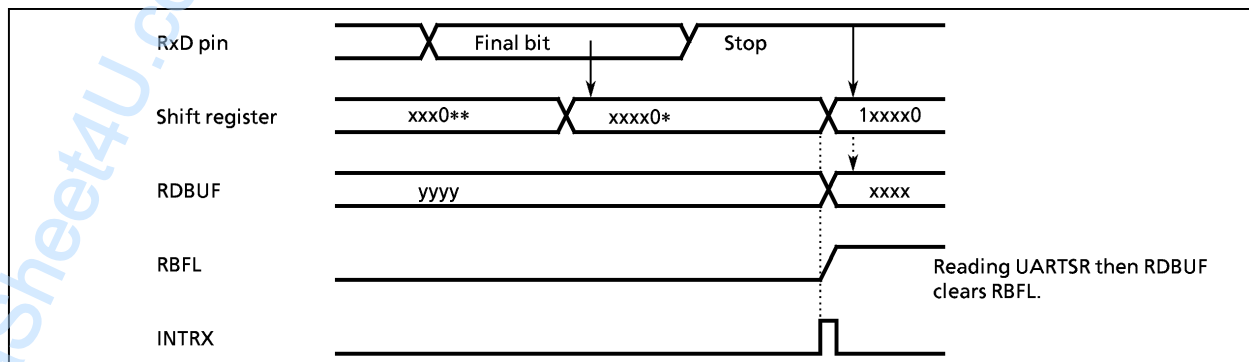 RxD pin Final bit Stop
Shift register xxx0** xxxx0* 1xxxx0
RDBUF yyyy xxxx
RBFL
Reading UARTSR then RDBUF
clears RBFL.
INTRX
Sheet4U.c